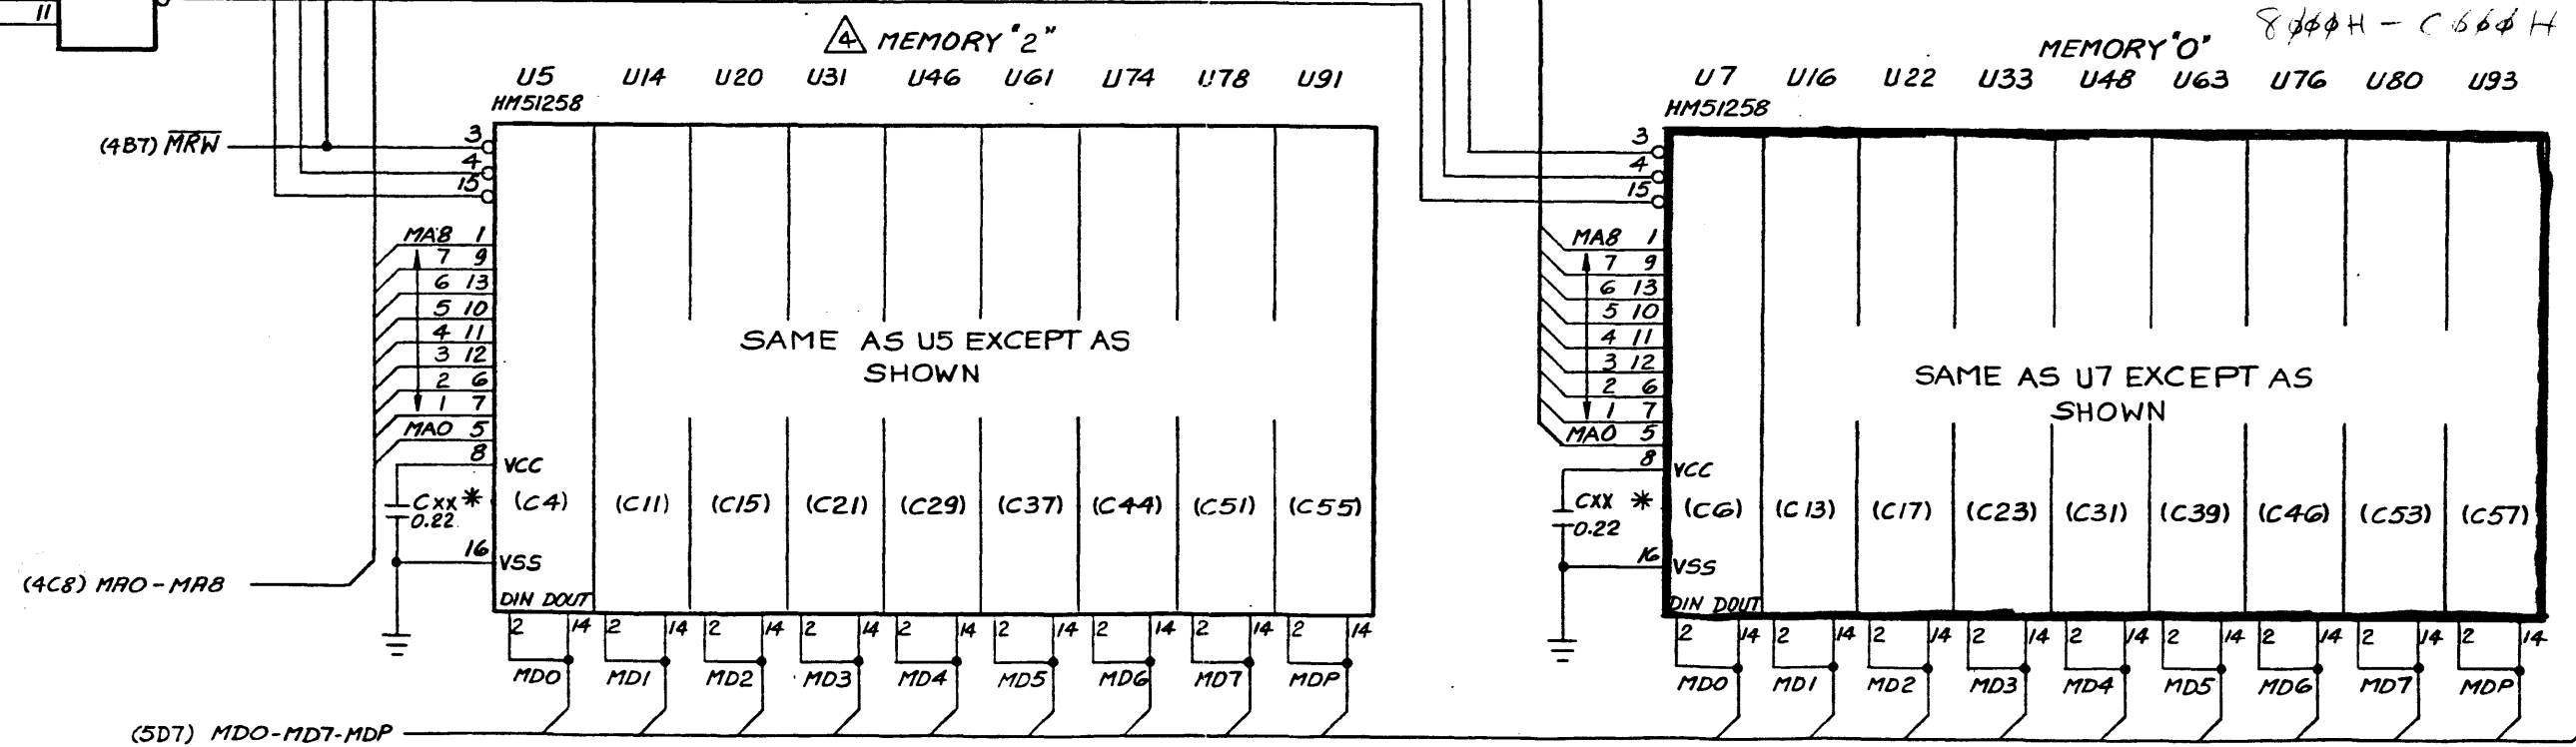 11
8000H - C000H
4 MEMORY "2"
MEMORY "0"
U5 U14 U20 U31 U46 U61 U74 U78 U91
U7 U16 U22 U33 U48 U63 U76 U80 U93
HM51258
HM51258
(4B7) MRW
3
4
15
3
4
15
MA8 1
7 9
6 13
5 10
4 11
3 12
2 6
1 7
MA0 5
8 VCC
MA8 1
7 9
6 13
5 10
4 11
3 12
2 6
1 7
MA0 5
8 VCC
SAME AS U5 EXCEPT AS
SHOWN
SAME AS U7 EXCEPT AS
SHOWN
Cxx * (C4) (C11) (C15) (C21) (C29) (C37) (C44) (C51) (C55)
0.22
Cxx * (C6) (C13) (C17) (C23) (C31) (C39) (C46) (C53) (C57)
0.22
16 VSS
16 VSS
(4C8) MA0-MA8
DIN DOUT
DIN DOUT
2 14 2 14 2 14 2 14 2 14 2 14 2 14 2 14 2 14
2 14 2 14 2 14 2 14 2 14 2 14 2 14 2 14 2 14
MD0 MD1 MD2 MD3 MD4 MD5 MD6 MD7 MDP
MD0 MD1 MD2 MD3 MD4 MD5 MD6 MD7 MDP
(5D7) MD0-MD7-MDP